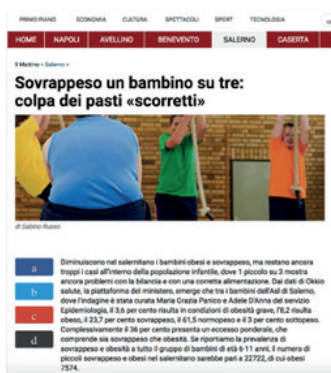 PRIMO PIANO ECONOMIA CULTURA SPETTACOLI SPORT TECNOLOGIA
HOME NAPOLI AVELLINO BENEVENTO SALERNO CASERTA
Il Mattino > Salerno >
Sovrappeso un bambino su tre:
colpa dei pasti «scorretti»
di Sabino Russo
a
b
c
d
Diminuiscono nel salernitano i bambini obesi e sovrappeso, ma restano ancora
troppi i casi all'interno della popolazione infantile, dove 1 piccolo su 3 mostra
ancora problemi con la bilancia e con una corretta alimentazione. Dai dati di Okkio
salute, la piattaforma del ministero, emerge che tra i bambini dell'Asl di Salerno,
dove l'indagine è stata curata Maria Grazia Panico e Adele D'Anna del servizio
Epidemiologia, il 3,6 per cento risulta in condizioni di obesità grave, l'8,2 risulta
obeso, il 23,7 per cento sovrappeso, il 61,5 normopeso e il 3 per cento sottopeso.
Complessivamente il 36 per cento presenta un eccesso ponderale, che
comprende sia sovrappeso che obesità. Se riportiamo la prevalenza di
sovrappeso e obesità a tutto il gruppo di bambini di età 6-11 anni, il numero di
piccoli sovrappeso e obesi nel salernitano sarebbe pari a 22722, di cui obesi
7574.